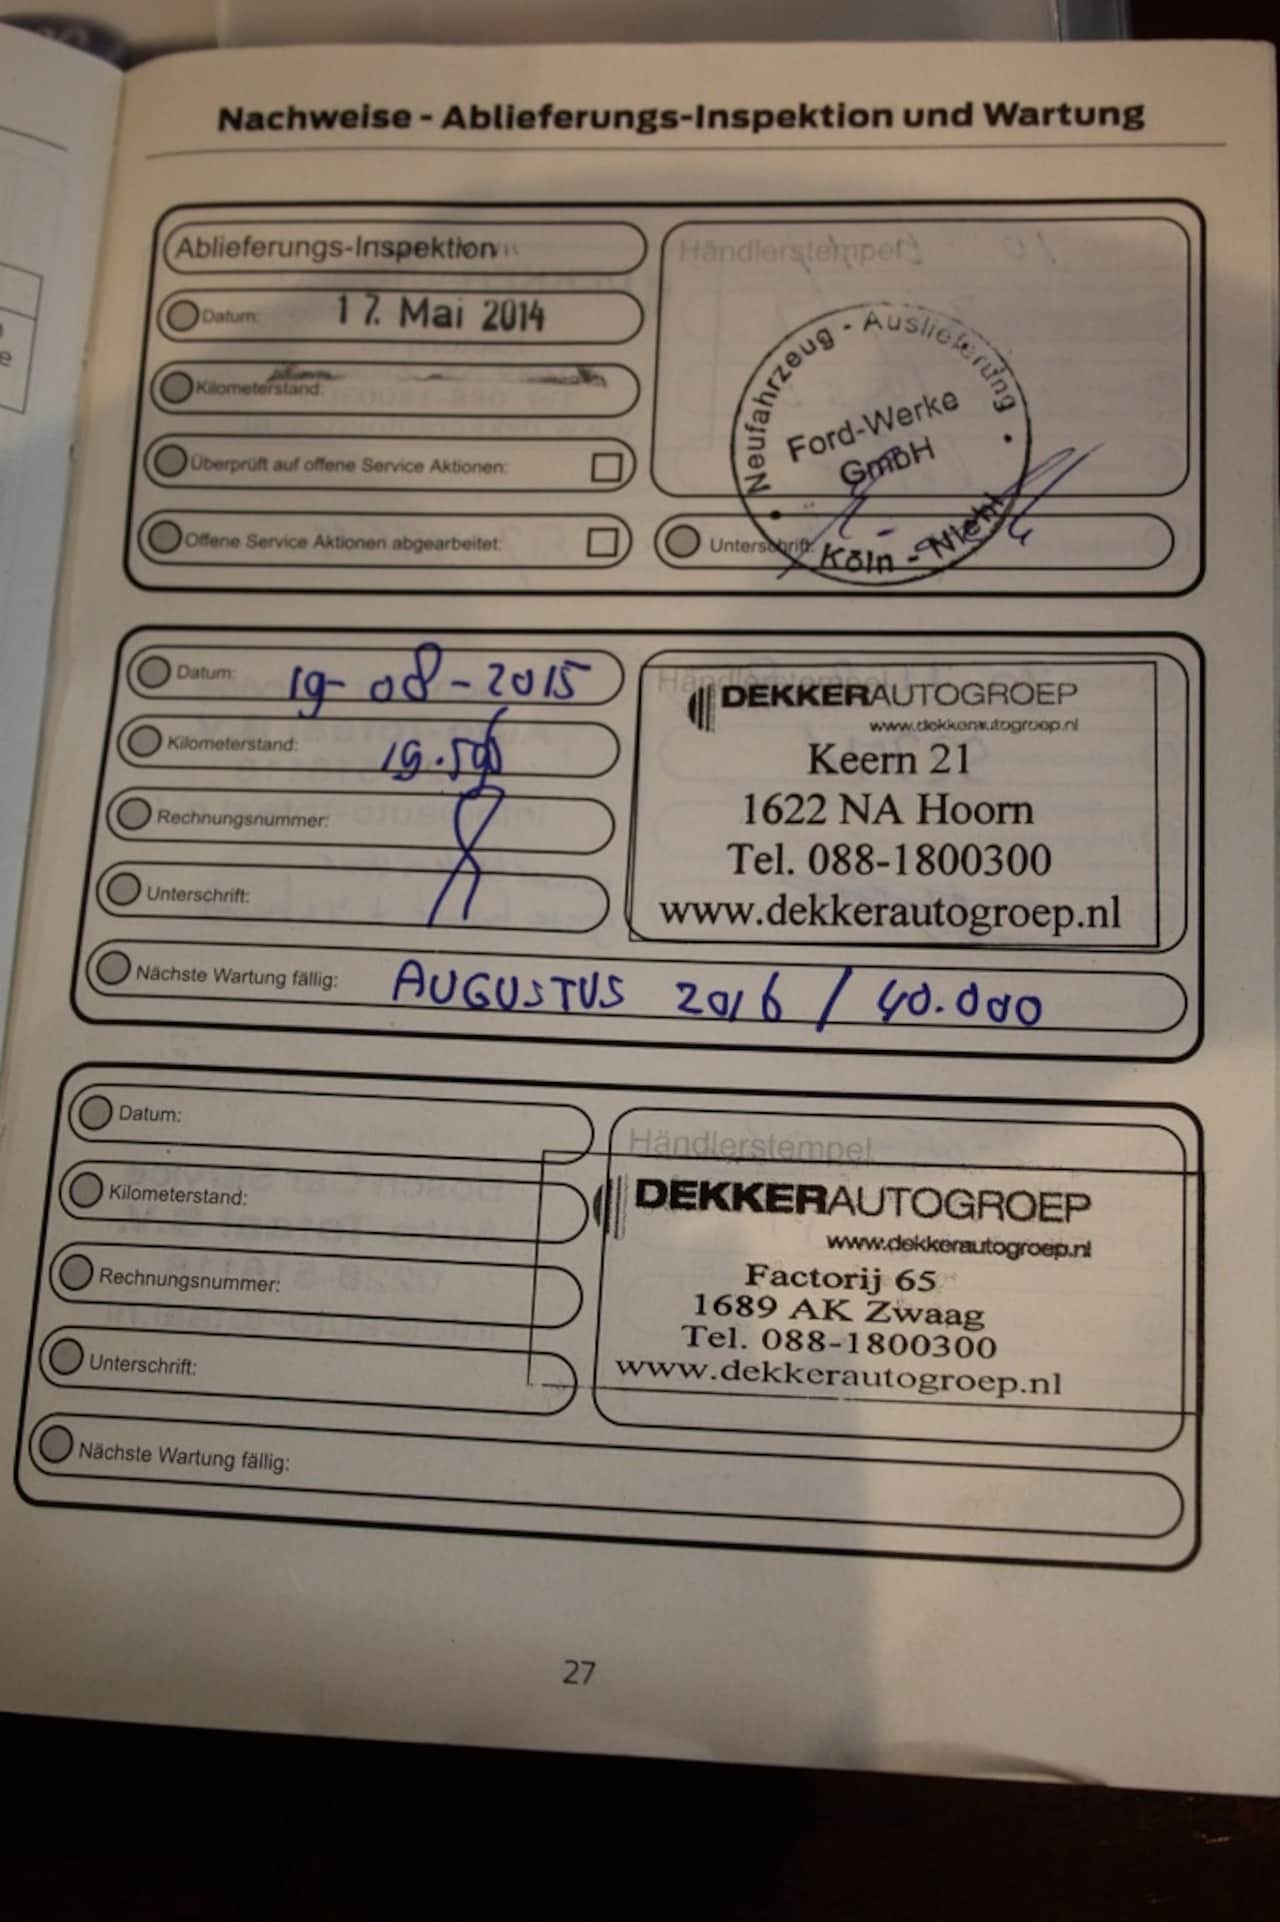 Nachweise - Ablieferungs-Inspektion und Wartung
Ablieferungs-Inspektion
Datum: 17. Mai 2014
Kilometerstand:
Überprüft auf offene Service Aktionen:
Offene Service Aktionen abgearbeitet:
Händlerstempel
Neufahrzeug - Auslieferung
Ford-Werke
GmbH
Köln - Niehl
Unterschrift:
Datum: 19-08-2015
Kilometerstand:
Rechnungsnummer:
Unterschrift:
Händlerstempel
DEKKERAUTOGROEP
www.dekkerautogroep.nl
Keern 21
1622 NA Hoorn
Tel. 088-1800300
www.dekkerautogroep.nl
Nächste Wartung fällig: AUGUSTUS 2016 / 40.000
Datum:
Kilometerstand:
Rechnungsnummer:
Unterschrift:
Händlerstempel
DEKKERAUTOGROEP
www.dekkerautogroep.nl
Factorij 65
1689 AK Zwaag
Tel. 088-1800300
www.dekkerautogroep.nl
Nächste Wartung fällig:
27